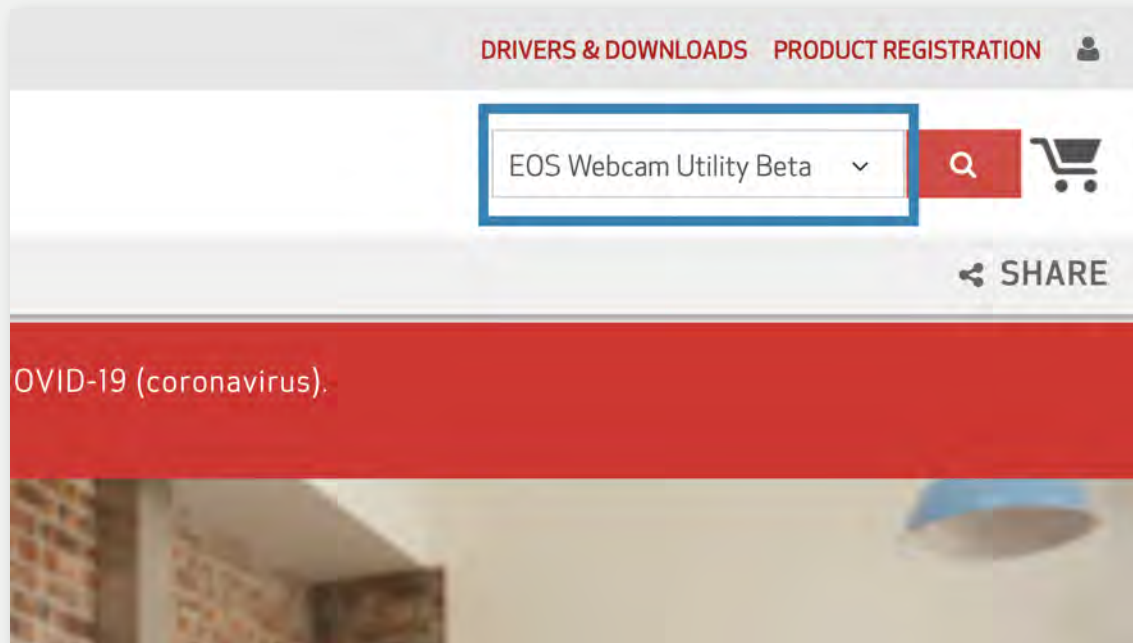 DRIVERS & DOWNLOADS PRODUCT REGISTRATION
EOS Webcam Utility Beta
SHARE
OVID-19 (coronavirus).